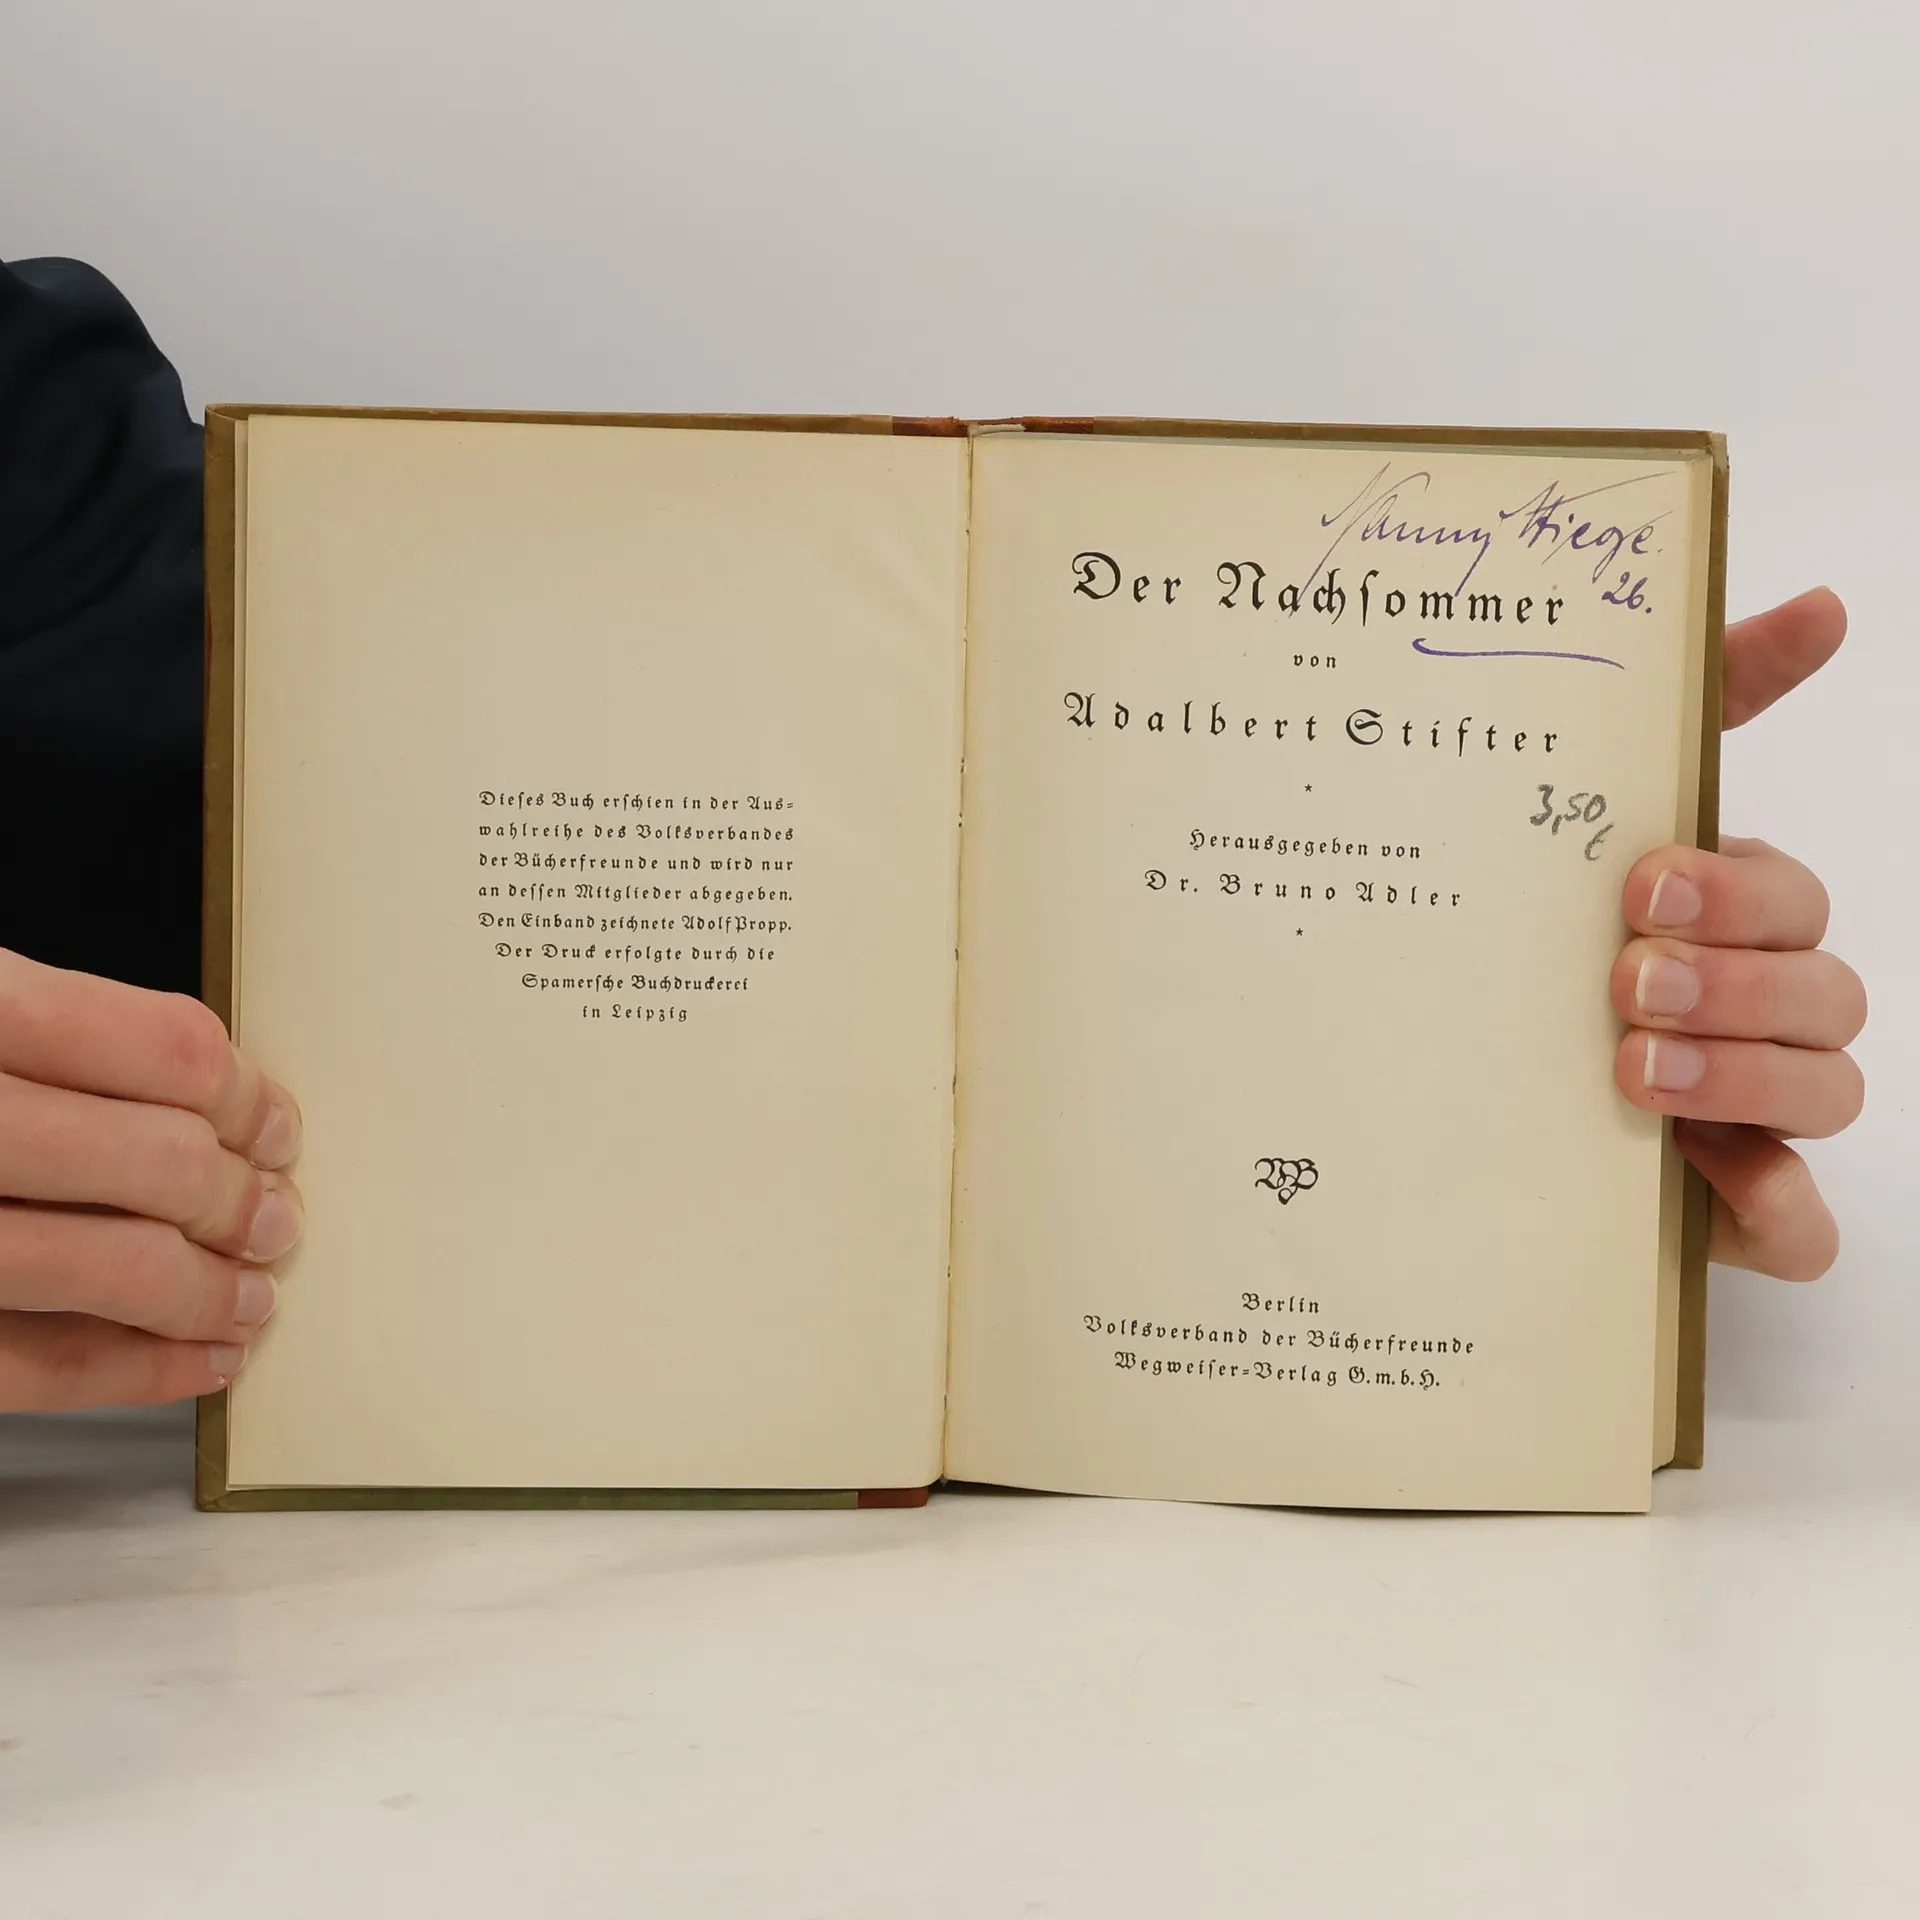 Dieſes Buch erſchien in der Aus-
wahlreihe des Volksverbandes
der Bücherfreunde und wird nur
an deſſen Mitglieder abgegeben.
Den Einband zeichnete Adolf Propp.
Der Druck erfolgte durch die
Spamerſche Buchdruckerei
in Leipzig
Nanny
26.
Der Nachſommer
von
Adalbert Stifter
*
3,50 €
Herausgegeben von
Dr. Bruno Adler
*
VB
Berlin
Volksverband der Bücherfreunde
Wegweiſer-Verlag G.m.b.H.